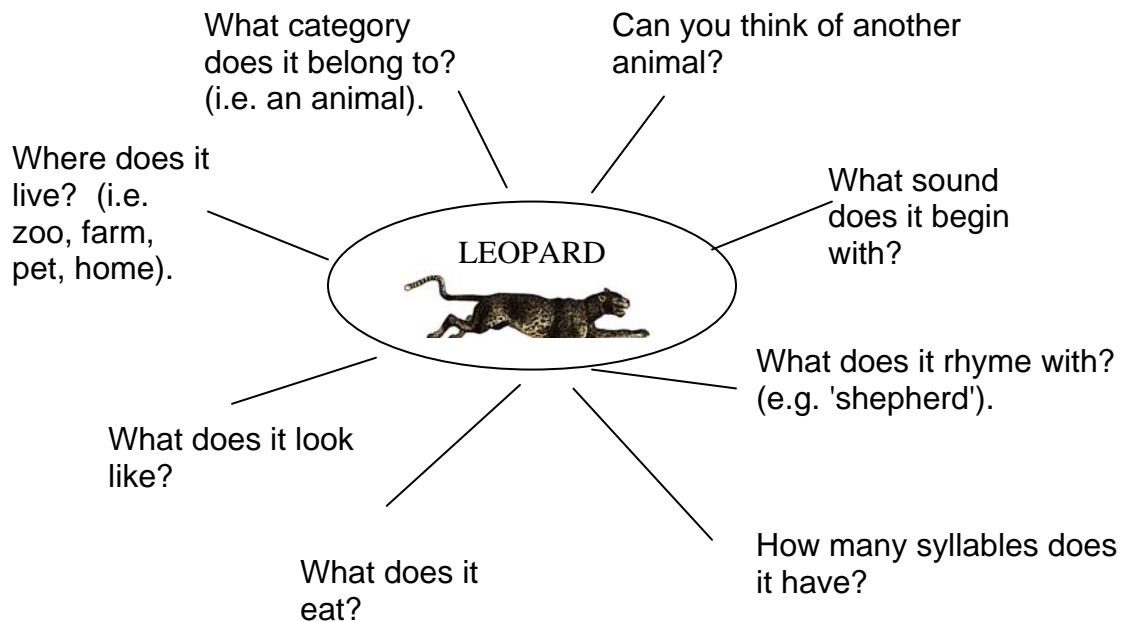 What category
does it belong to?
(i.e. an animal).
Can you think of another
animal?
Where does it
live?  (i.e.
zoo, farm,
pet, home).
What sound
does it begin
with?
LEOPARD
What does it rhyme with?
(e.g. 'shepherd').
What does it look
like?
How many syllables does
it have?
What does it
eat?